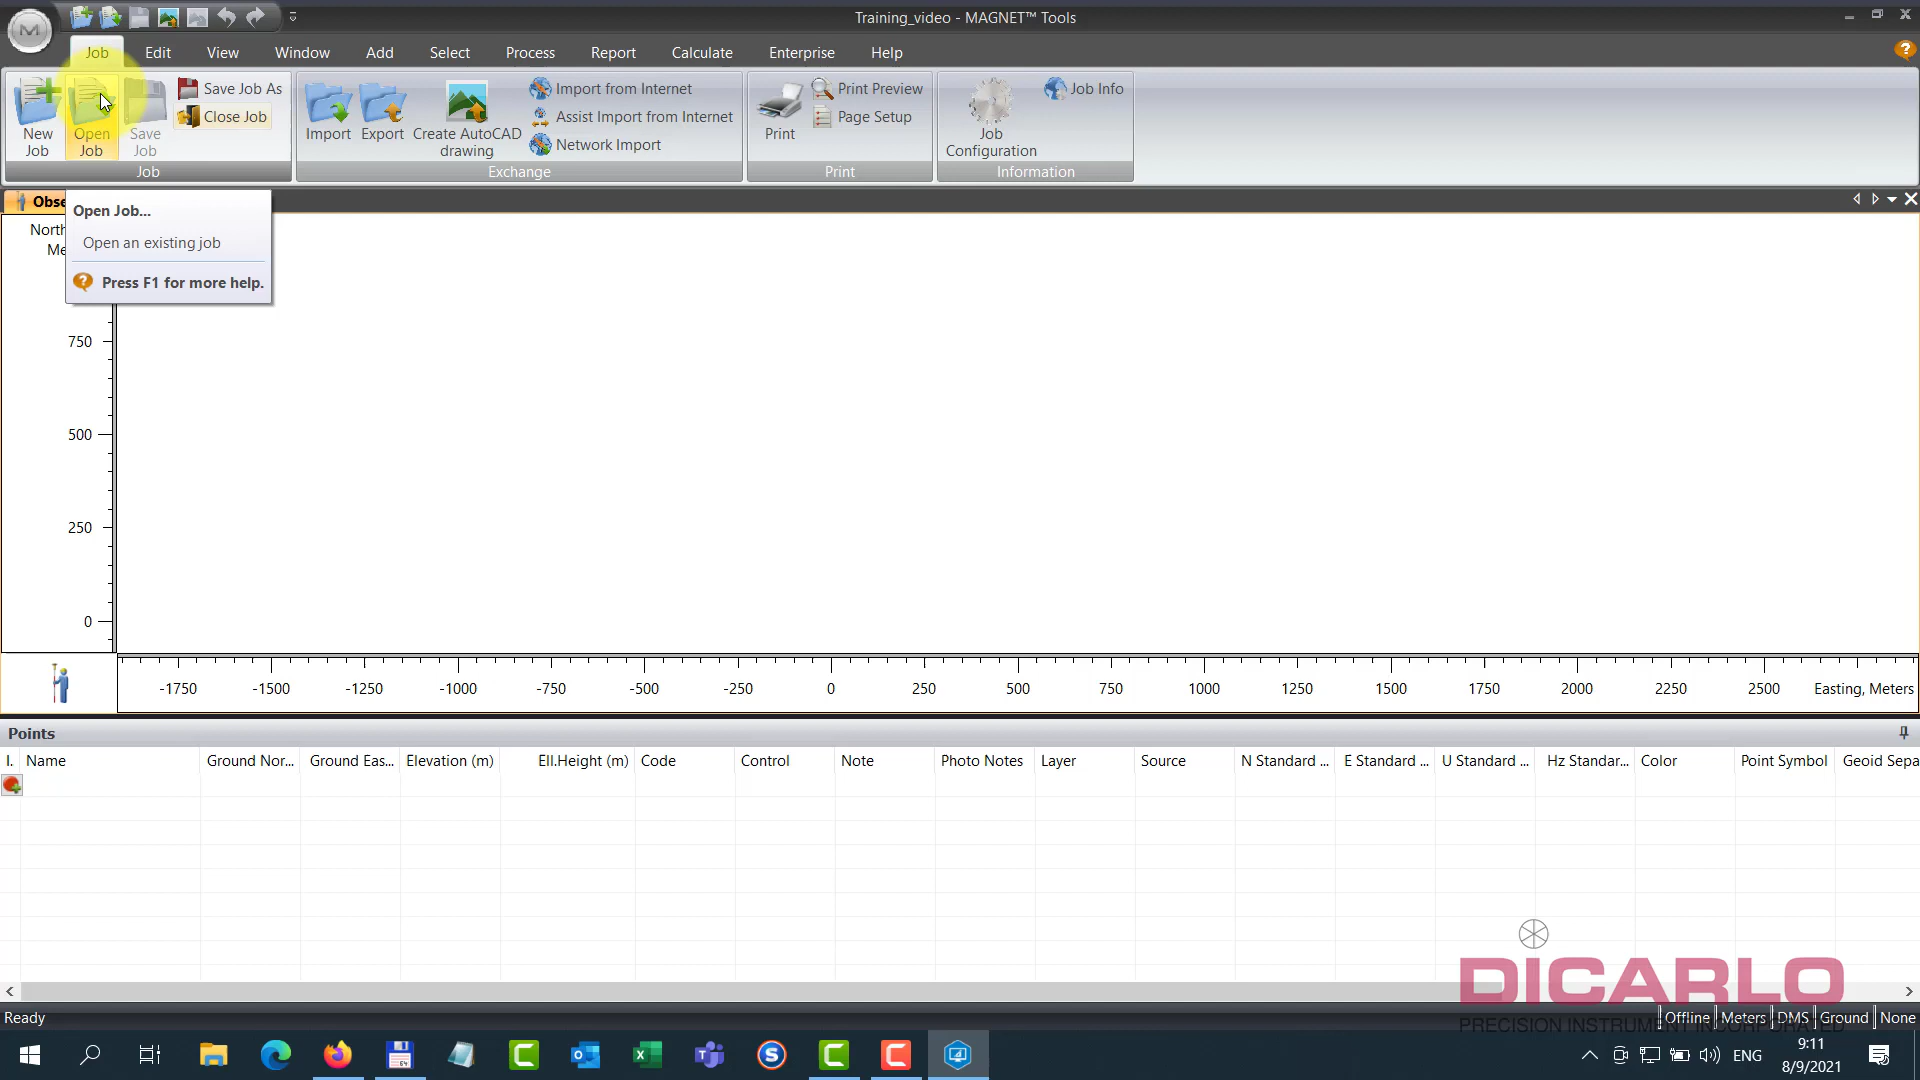 Training_video - MAGNET™ Tools
Job Edit View Window Add Select Process Report Calculate Enterprise Help
New Job
Open Job
Save Job
Save Job As
Close Job
Job
Import
Export
Create AutoCAD drawing
Import from Internet
Assist Import from Internet
Network Import
Exchange
Print
Print Preview
Page Setup
Print
Job Configuration
Job Info
Information
Obse
Open Job...
Open an existing job
Press F1 for more help.
North
Me
750
500
250
0
-1750 -1500 -1250 -1000 -750 -500 -250 0 250 500 750 1000 1250 1500 1750 2000 2250 2500 Easting, Meters
Points
I. Name Ground Nor... Ground Eas... Elevation (m) Ell.Height (m) Code Control Note Photo Notes Layer Source N Standard ... E Standard ... U Standard ... Hz Standar... Color Point Symbol Geoid Sepa
DICARLO
PRECISION INSTRUMENT INCORPORATED
Ready
Offline Meters DMS Ground None
ENG
9:11
8/9/2021